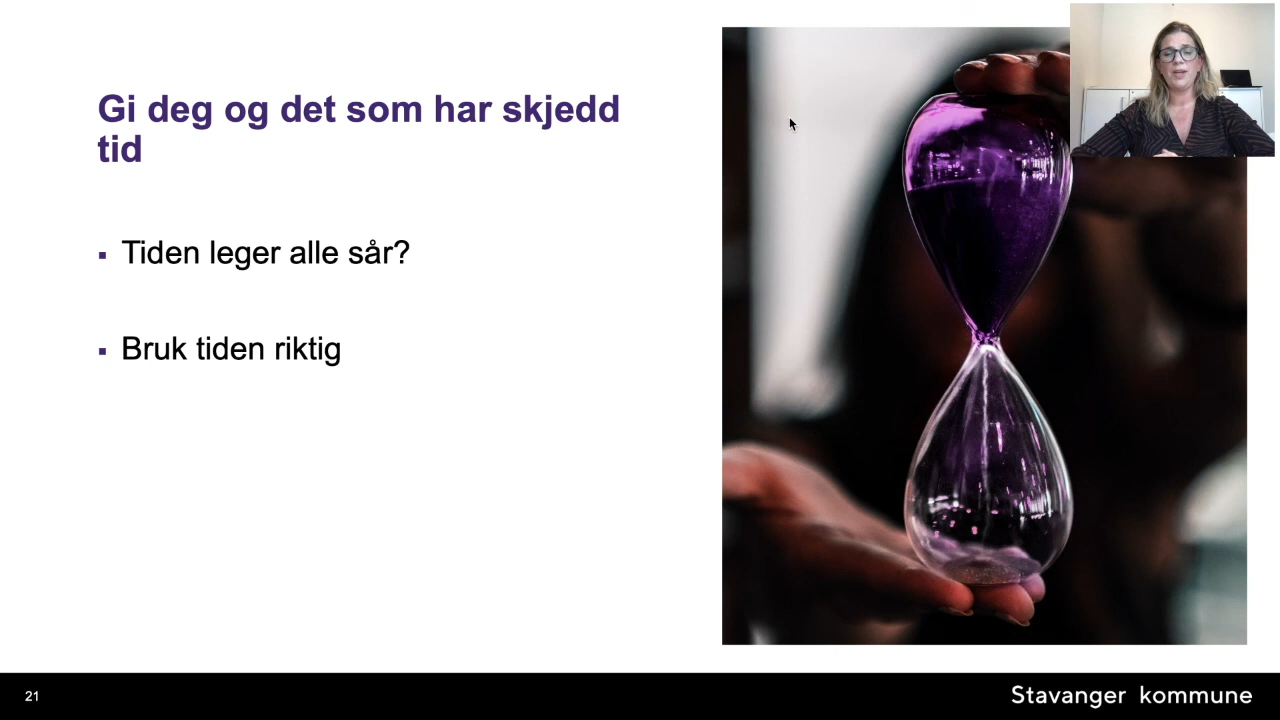 Gi deg og det som har skjedd
tid
Tiden leger alle sår?
Bruk tiden riktig
21
Stavanger kommune